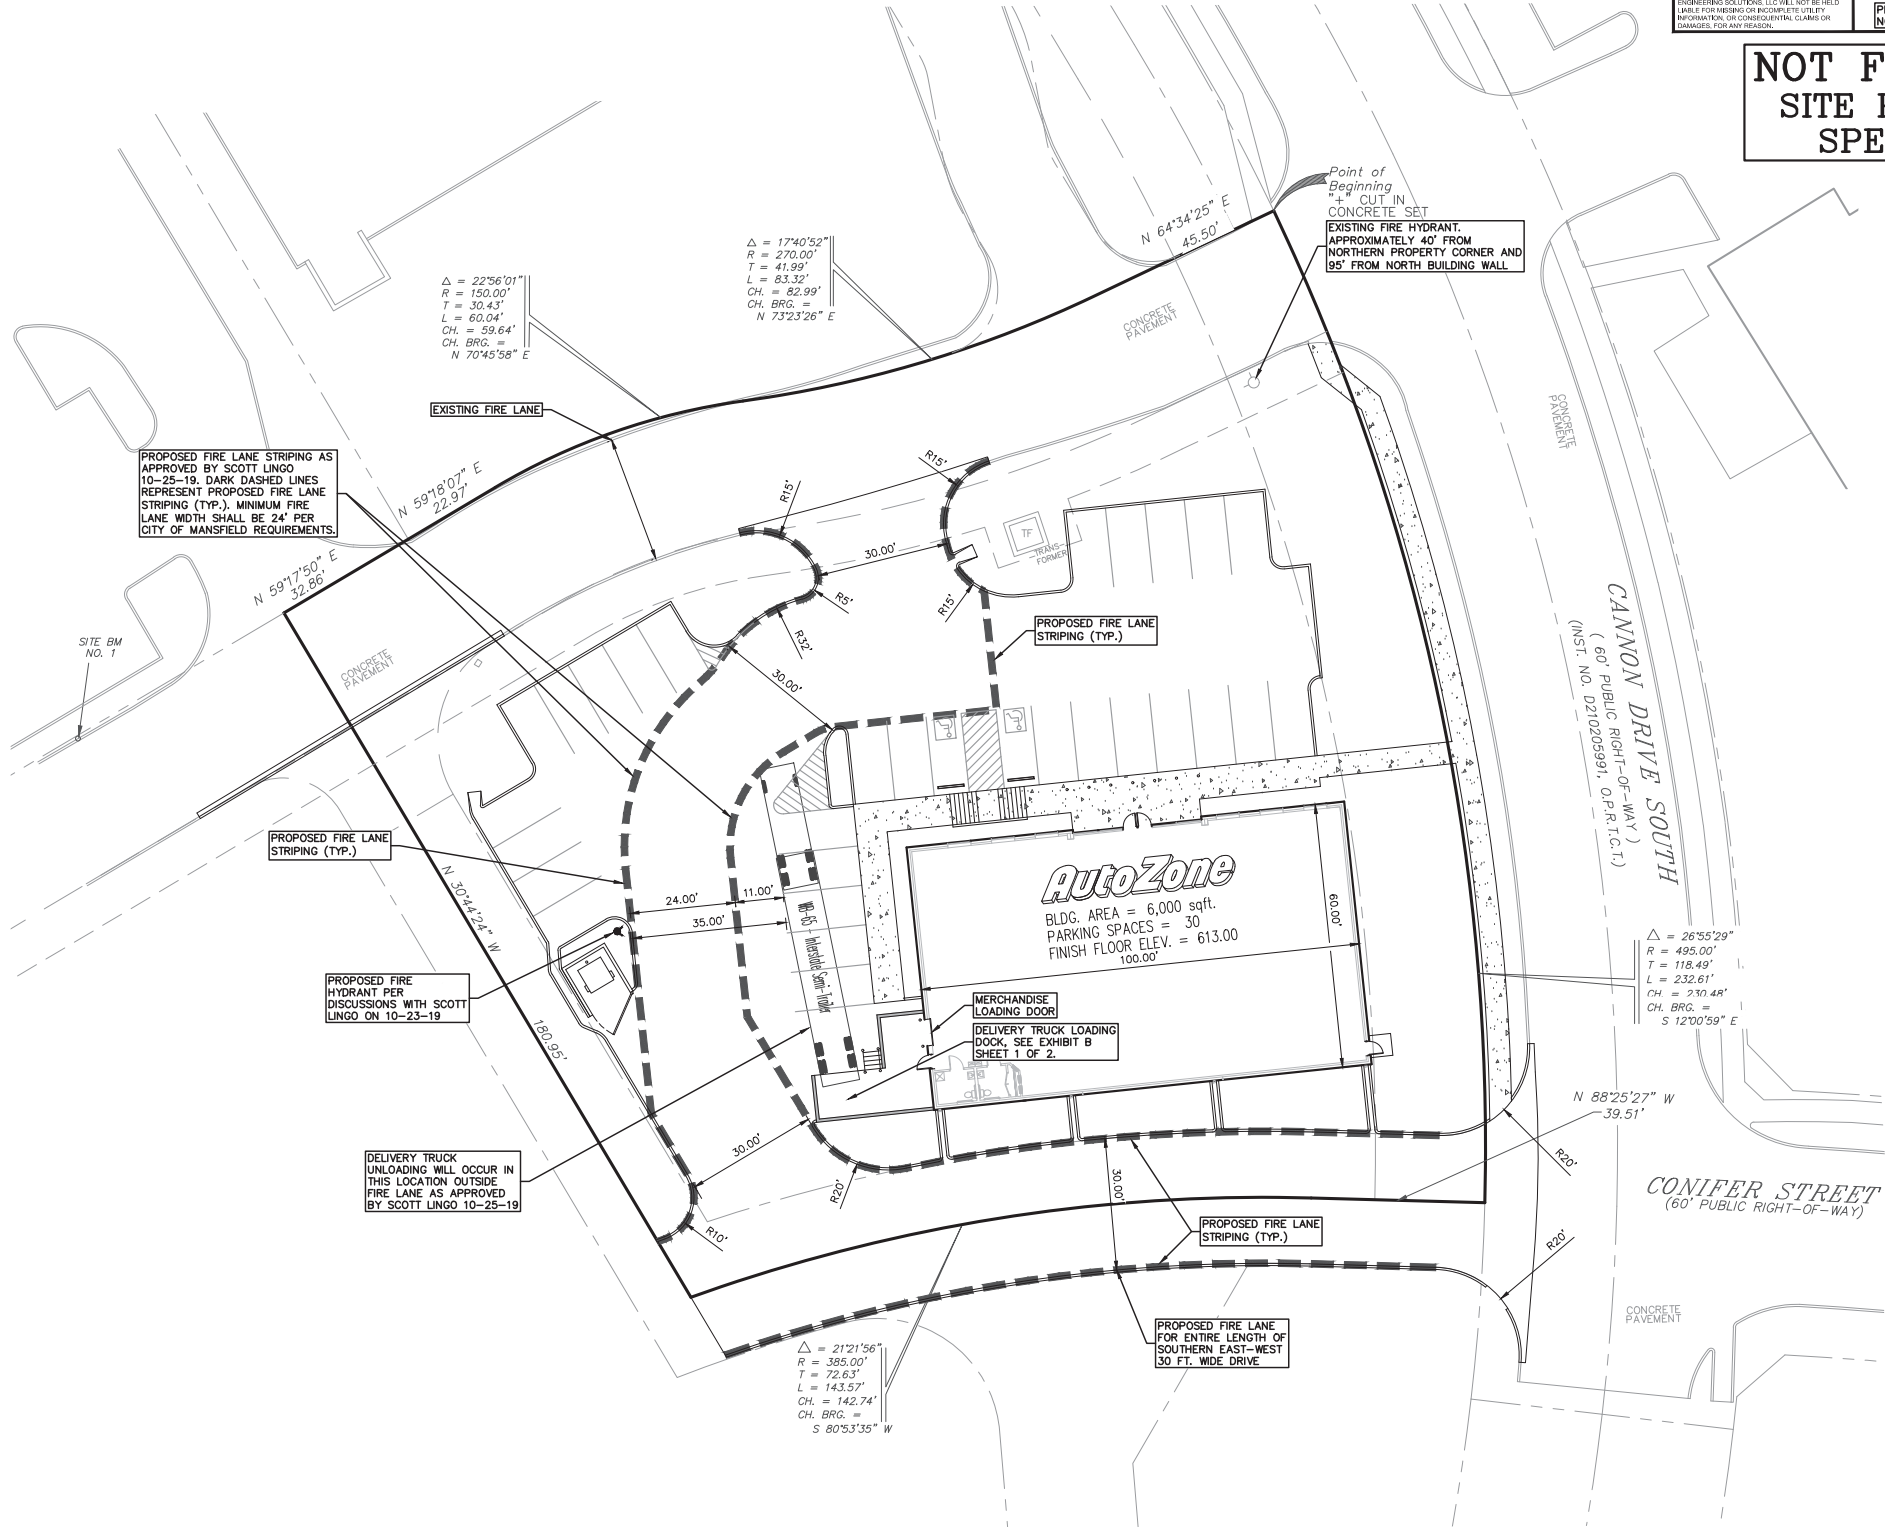 ENGINEERING SOLUTIONS, LLC WILL NOT BE HELD
LIABLE FOR MISSING OR INCOMPLETE UTILITY
INFORMATION, OR CONSEQUENTIAL CLAIMS OR
DAMAGES, FOR ANY REASON.
NOT F
SITE
SPE
Point of
Beginning
"+" CUT IN
CONCRETE SET
EXISTING FIRE HYDRANT.
APPROXIMATELY 40' FROM
NORTHERN PROPERTY CORNER AND
95' FROM NORTH BUILDING WALL
N 64°34'25" E
45.50'
Δ = 17°40'52"
R = 270.00'
T = 41.99'
L = 83.32'
CH. = 82.99'
CH. BRG. =
N 73°23'26" E
Δ = 22°56'01"
R = 150.00'
T = 30.43'
L = 60.04'
CH. = 59.64'
CH. BRG. =
N 70°45'58" E
CONCRETE
PAVEMENT
EXISTING FIRE LANE
CONCRETE
PAVEMENT
PROPOSED FIRE LANE STRIPING AS
APPROVED BY SCOTT LINGO
10-25-19. DARK DASHED LINES
REPRESENT PROPOSED FIRE LANE
STRIPING (TYP.). MINIMUM FIRE
LANE WIDTH SHALL BE 24' PER
CITY OF MANSFIELD REQUIREMENTS.
N 59°18'07" E
22.97'
R15'
R15'
30.00'
TF
TRANS-
FORMER
N 59°17'50" E
32.86'
R5'
R15'
R32'
PROPOSED FIRE LANE
STRIPING (TYP.)
SITE BM
NO. 1
CONCRETE
PAVEMENT
30.00'
CANNON DRIVE SOUTH
( 60' PUBLIC RIGHT-OF-WAY )
(INST. NO. D210205991, O.P.R.T.C.T.)
PROPOSED FIRE LANE
STRIPING (TYP.)
N 30°44'24" W
180.95'
24.00'
11.00'
35.00'
WB-65 - Interstate Semi-Trailer
AutoZone
BLDG. AREA = 6,000 sqft.
PARKING SPACES = 30
FINISH FLOOR ELEV. = 613.00
100.00'
60.00'
Δ = 26°55'29"
R = 495.00'
T = 118.49'
L = 232.61'
CH. = 230.48'
CH. BRG. =
S 12°00'59" E
PROPOSED FIRE
HYDRANT PER
DISCUSSIONS WITH SCOTT
LINGO ON 10-23-19
MERCHANDISE
LOADING DOOR
DELIVERY TRUCK LOADING
DOCK, SEE EXHIBIT B
SHEET 1 OF 2.
N 88°25'27" W
39.51'
30.00'
DELIVERY TRUCK
UNLOADING WILL OCCUR IN
THIS LOCATION OUTSIDE
FIRE LANE AS APPROVED
BY SCOTT LINGO 10-25-19
R20'
30.00'
R20'
CONIFER STREET
(60' PUBLIC RIGHT-OF-WAY)
R10'
PROPOSED FIRE LANE
STRIPING (TYP.)
R20'
CONCRETE
PAVEMENT
PROPOSED FIRE LANE
FOR ENTIRE LENGTH OF
SOUTHERN EAST-WEST
30 FT. WIDE DRIVE
Δ = 21°21'56"
R = 385.00'
T = 72.63'
L = 143.57'
CH. = 142.74'
CH. BRG. =
S 80°53'35" W